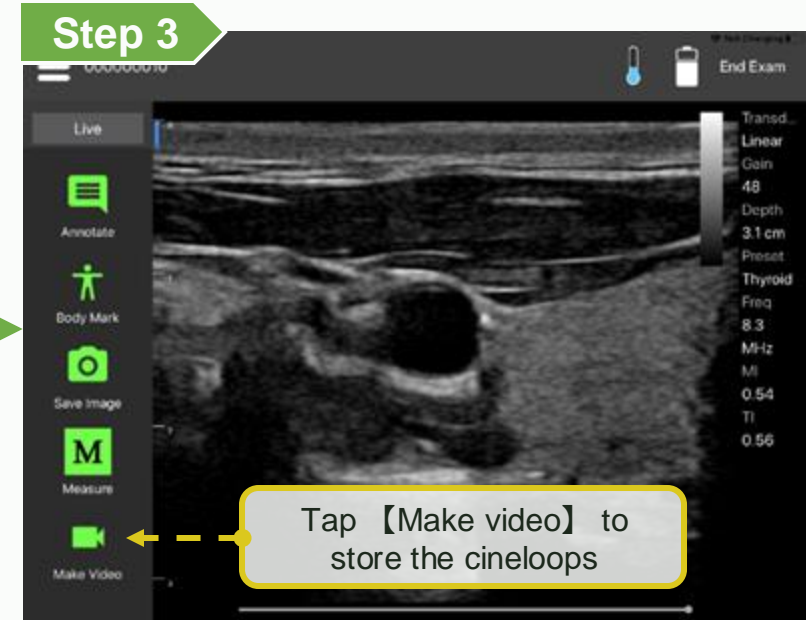 Step 3
000000010
Not Charging
End Exam
Live
Annotate
Body Mark
Save Image
M
Measure
Make Video
Transd...
Linear
Gain
48
Depth
3.1 cm
Preset
Thyroid
Freq
8.3
MHz
MI
0.54
TI
0.56
Tap 【Make video】 to
store the cineloops